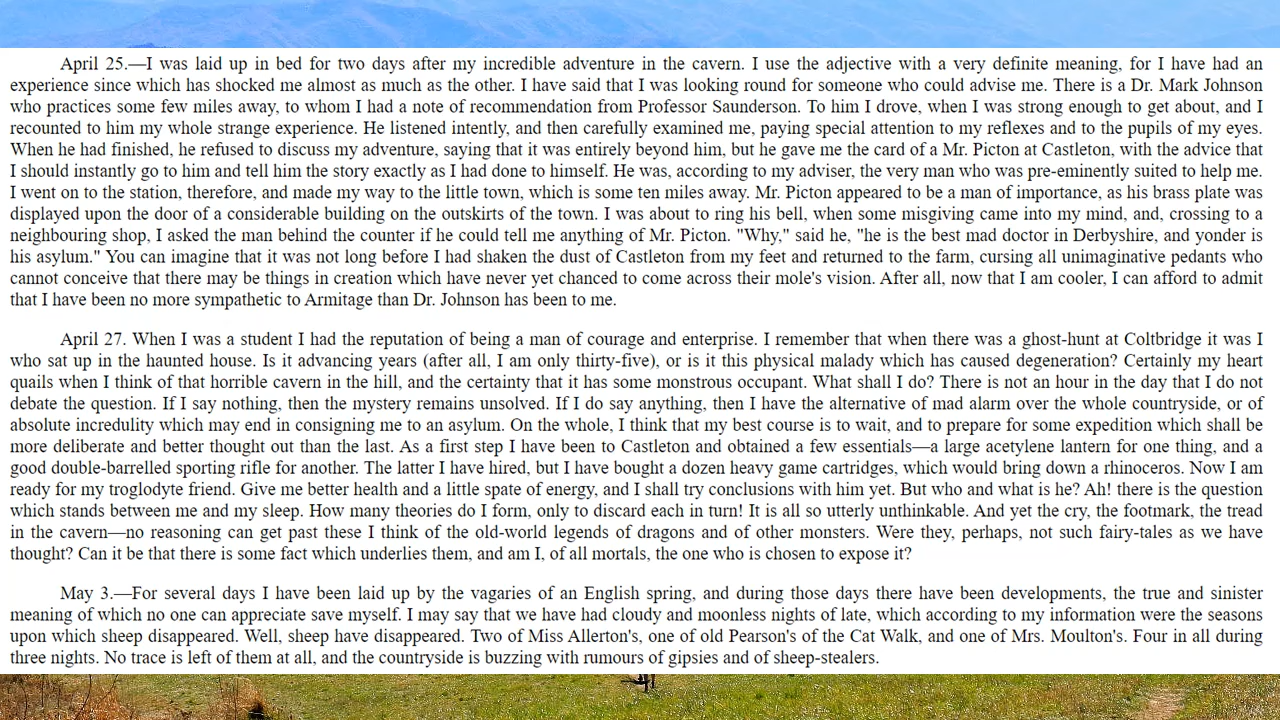 April 25.—I was laid up in bed for two days after my incredible adventure in the cavern. I use the adjective with a very definite meaning, for I have had an
experience since which has shocked me almost as much as the other. I have said that I was looking round for someone who could advise me. There is a Dr. Mark Johnson
who practices some few miles away, to whom I had a note of recommendation from Professor Saunderson. To him I drove, when I was strong enough to get about, and I
recounted to him my whole strange experience. He listened intently, and then carefully examined me, paying special attention to my reflexes and to the pupils of my eyes.
When he had finished, he refused to discuss my adventure, saying that it was entirely beyond him, but he gave me the card of a Mr. Picton at Castleton, with the advice that
I should instantly go to him and tell him the story exactly as I had done to himself. He was, according to my adviser, the very man who was pre-eminently suited to help me.
I went on to the station, therefore, and made my way to the little town, which is some ten miles away. Mr. Picton appeared to be a man of importance, as his brass plate was
displayed upon the door of a considerable building on the outskirts of the town. I was about to ring his bell, when some misgiving came into my mind, and, crossing to a
neighbouring shop, I asked the man behind the counter if he could tell me anything of Mr. Picton. "Why," said he, "he is the best mad doctor in Derbyshire, and yonder is
his asylum." You can imagine that it was not long before I had shaken the dust of Castleton from my feet and returned to the farm, cursing all unimaginative pedants who
cannot conceive that there may be things in creation which have never yet chanced to come across their mole's vision. After all, now that I am cooler, I can afford to admit
that I have been no more sympathetic to Armitage than Dr. Johnson has been to me.
April 27. When I was a student I had the reputation of being a man of courage and enterprise. I remember that when there was a ghost-hunt at Coltbridge it was I
who sat up in the haunted house. Is it advancing years (after all, I am only thirty-five), or is it this physical malady which has caused degeneration? Certainly my heart
quails when I think of that horrible cavern in the hill, and the certainty that it has some monstrous occupant. What shall I do? There is not an hour in the day that I do not
debate the question. If I say nothing, then the mystery remains unsolved. If I do say anything, then I have the alternative of mad alarm over the whole countryside, or of
absolute incredulity which may end in consigning me to an asylum. On the whole, I think that my best course is to wait, and to prepare for some expedition which shall be
more deliberate and better thought out than the last. As a first step I have been to Castleton and obtained a few essentials—a large acetylene lantern for one thing, and a
good double-barrelled sporting rifle for another. The latter I have hired, but I have bought a dozen heavy game cartridges, which would bring down a rhinoceros. Now I am
ready for my troglodyte friend. Give me better health and a little spate of energy, and I shall try conclusions with him yet. But who and what is he? Ah! there is the question
which stands between me and my sleep. How many theories do I form, only to discard each in turn! It is all so utterly unthinkable. And yet the cry, the footmark, the tread
in the cavern—no reasoning can get past these I think of the old-world legends of dragons and of other monsters. Were they, perhaps, not such fairy-tales as we have
thought? Can it be that there is some fact which underlies them, and am I, of all mortals, the one who is chosen to expose it?
May 3.—For several days I have been laid up by the vagaries of an English spring, and during those days there have been developments, the true and sinister
meaning of which no one can appreciate save myself. I may say that we have had cloudy and moonless nights of late, which according to my information were the seasons
upon which sheep disappeared. Well, sheep have disappeared. Two of Miss Allerton's, one of old Pearson's of the Cat Walk, and one of Mrs. Moulton's. Four in all during
three nights. No trace is left of them at all, and the countryside is buzzing with rumours of gipsies and of sheep-stealers.